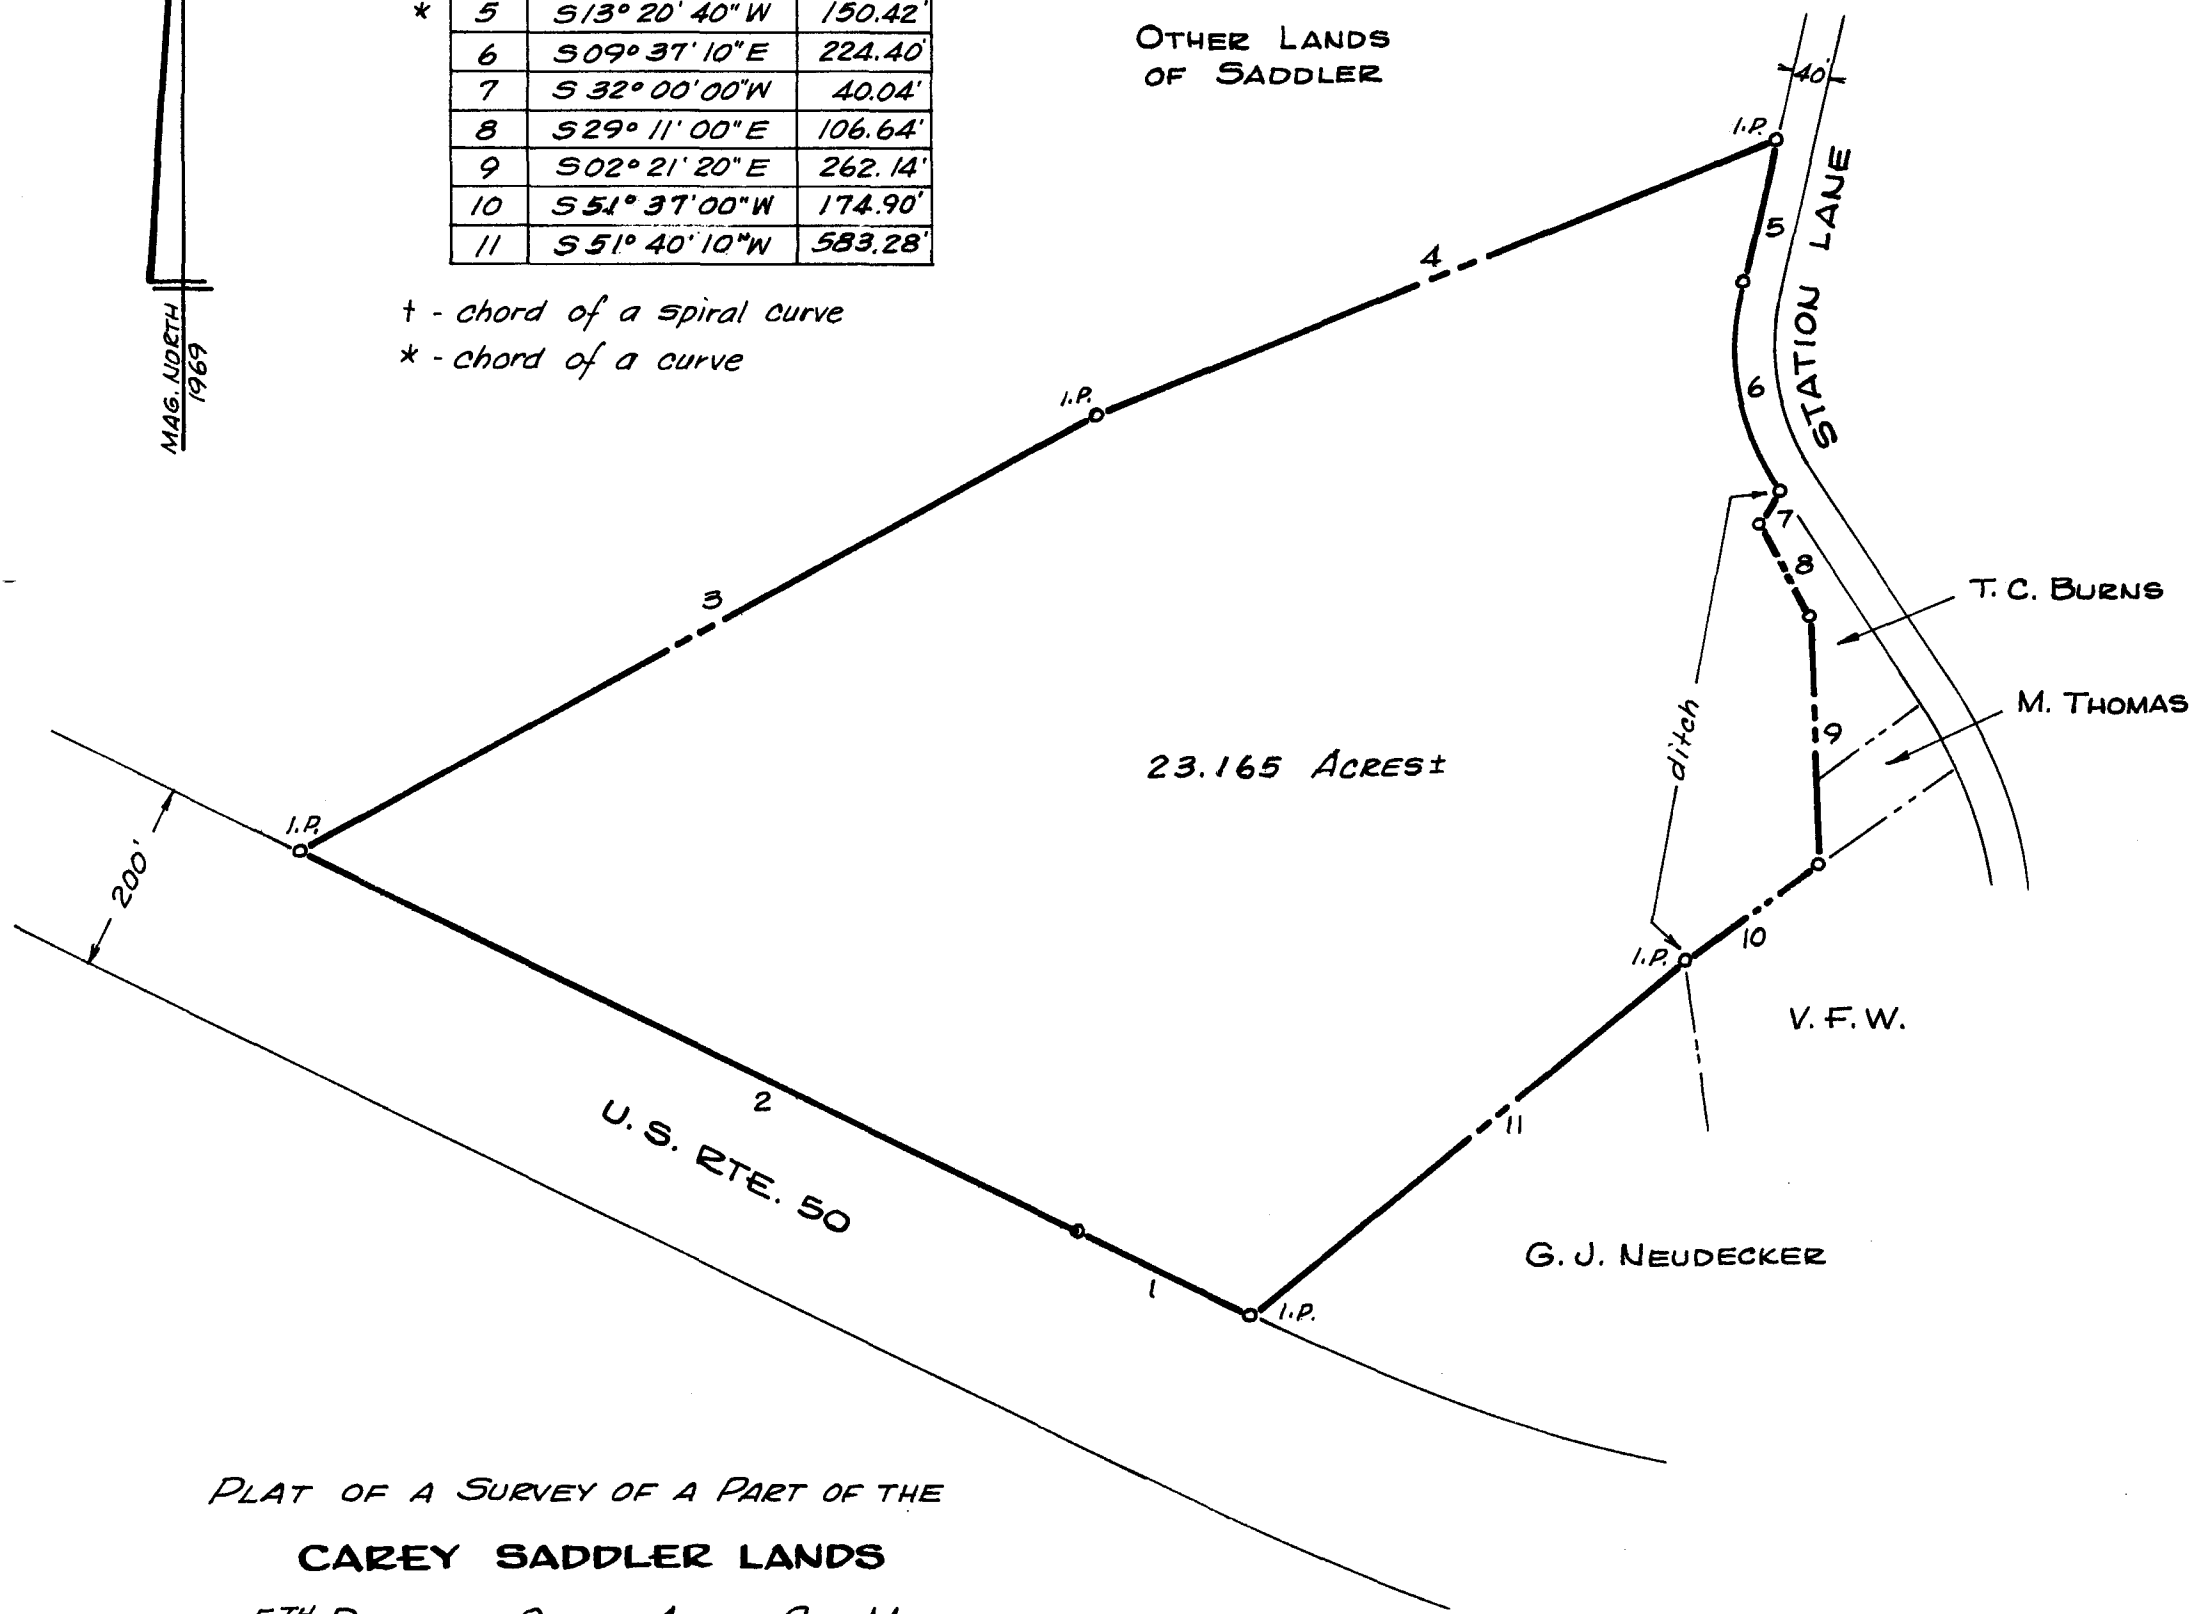 * 5 S13° 20' 40" W 150.42'
6 S09° 37' 10" E 224.40'
7 S 32° 00' 00" W 40.04'
8 S29° 11' 00" E 106.64'
9 S02° 21' 20" E 262.14'
10 S 51° 37' 00" W 174.90'
11 S 51° 40' 10" W 583.28'
† - chord of a spiral curve
* - chord of a curve
MAG. NORTH
1969
OTHER LANDS
OF SADDLER
40'
I.P.
STATION LANE
5
4
I.P.
6
7
8
3
T. C. BURNS
M. THOMAS
9
ditch
23.165 ACRES±
I.P.
200'
10
I.P.
V. F. W.
2
11
U. S. RTE. 50
G. J. NEUDECKER
1
I.P.
PLAT OF A SURVEY OF A PART OF THE
CAREY SADDLER LANDS
5TH